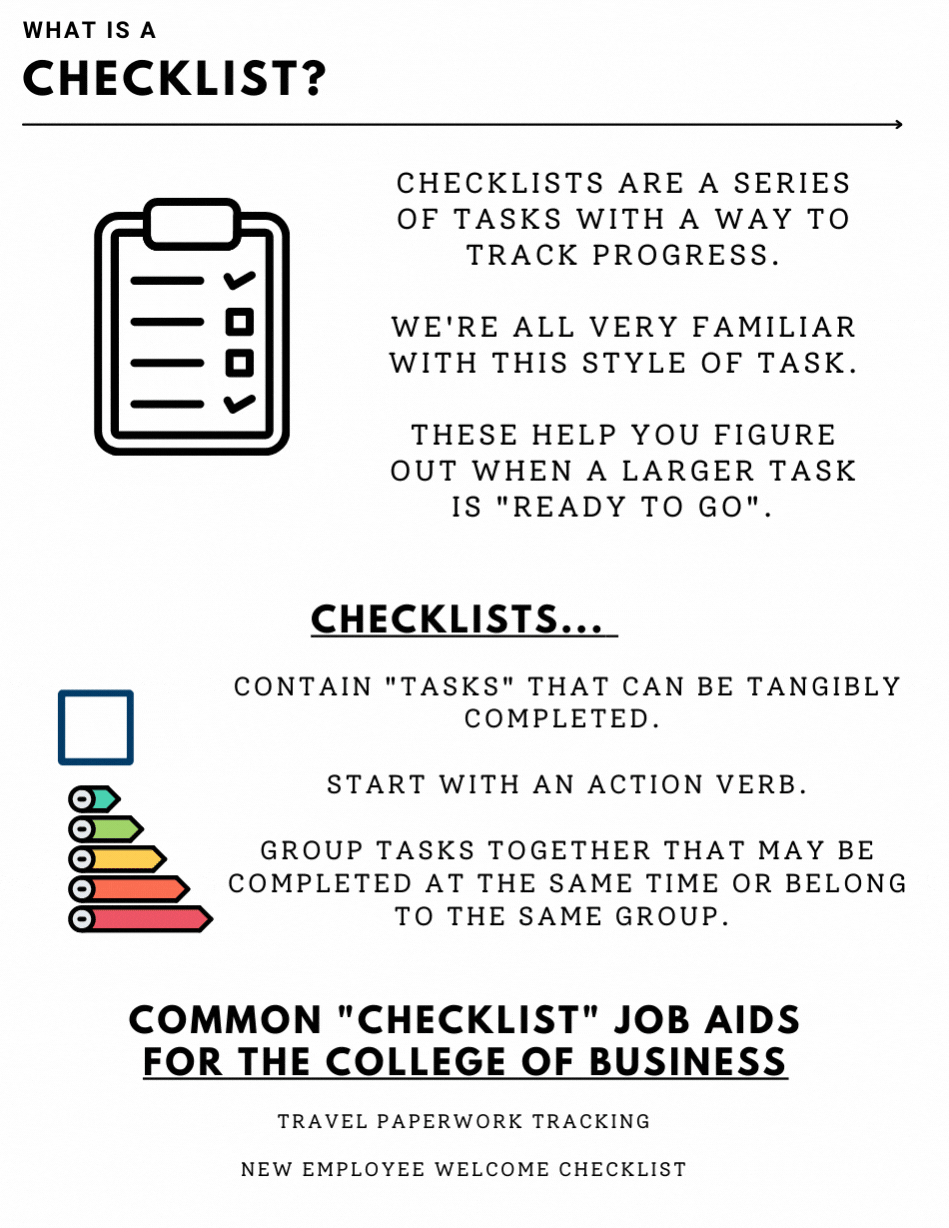 WHAT IS A
CHECKLIST?
CHECKLISTS ARE A SERIES
OF TASKS WITH A WAY TO
TRACK PROGRESS.
WE'RE ALL VERY FAMILIAR
WITH THIS STYLE OF TASK.
THESE HELP YOU FIGURE
OUT WHEN A LARGER TASK
IS "READY TO GO".
CHECKLISTS...
CONTAIN "TASKS" THAT CAN BE TANGIBLY
COMPLETED.
START WITH AN ACTION VERB.
GROUP TASKS TOGETHER THAT MAY BE
COMPLETED AT THE SAME TIME OR BELONG
TO THE SAME GROUP.
COMMON "CHECKLIST" JOB AIDS
FOR THE COLLEGE OF BUSINESS
TRAVEL PAPERWORK TRACKING
NEW EMPLOYEE WELCOME CHECKLIST